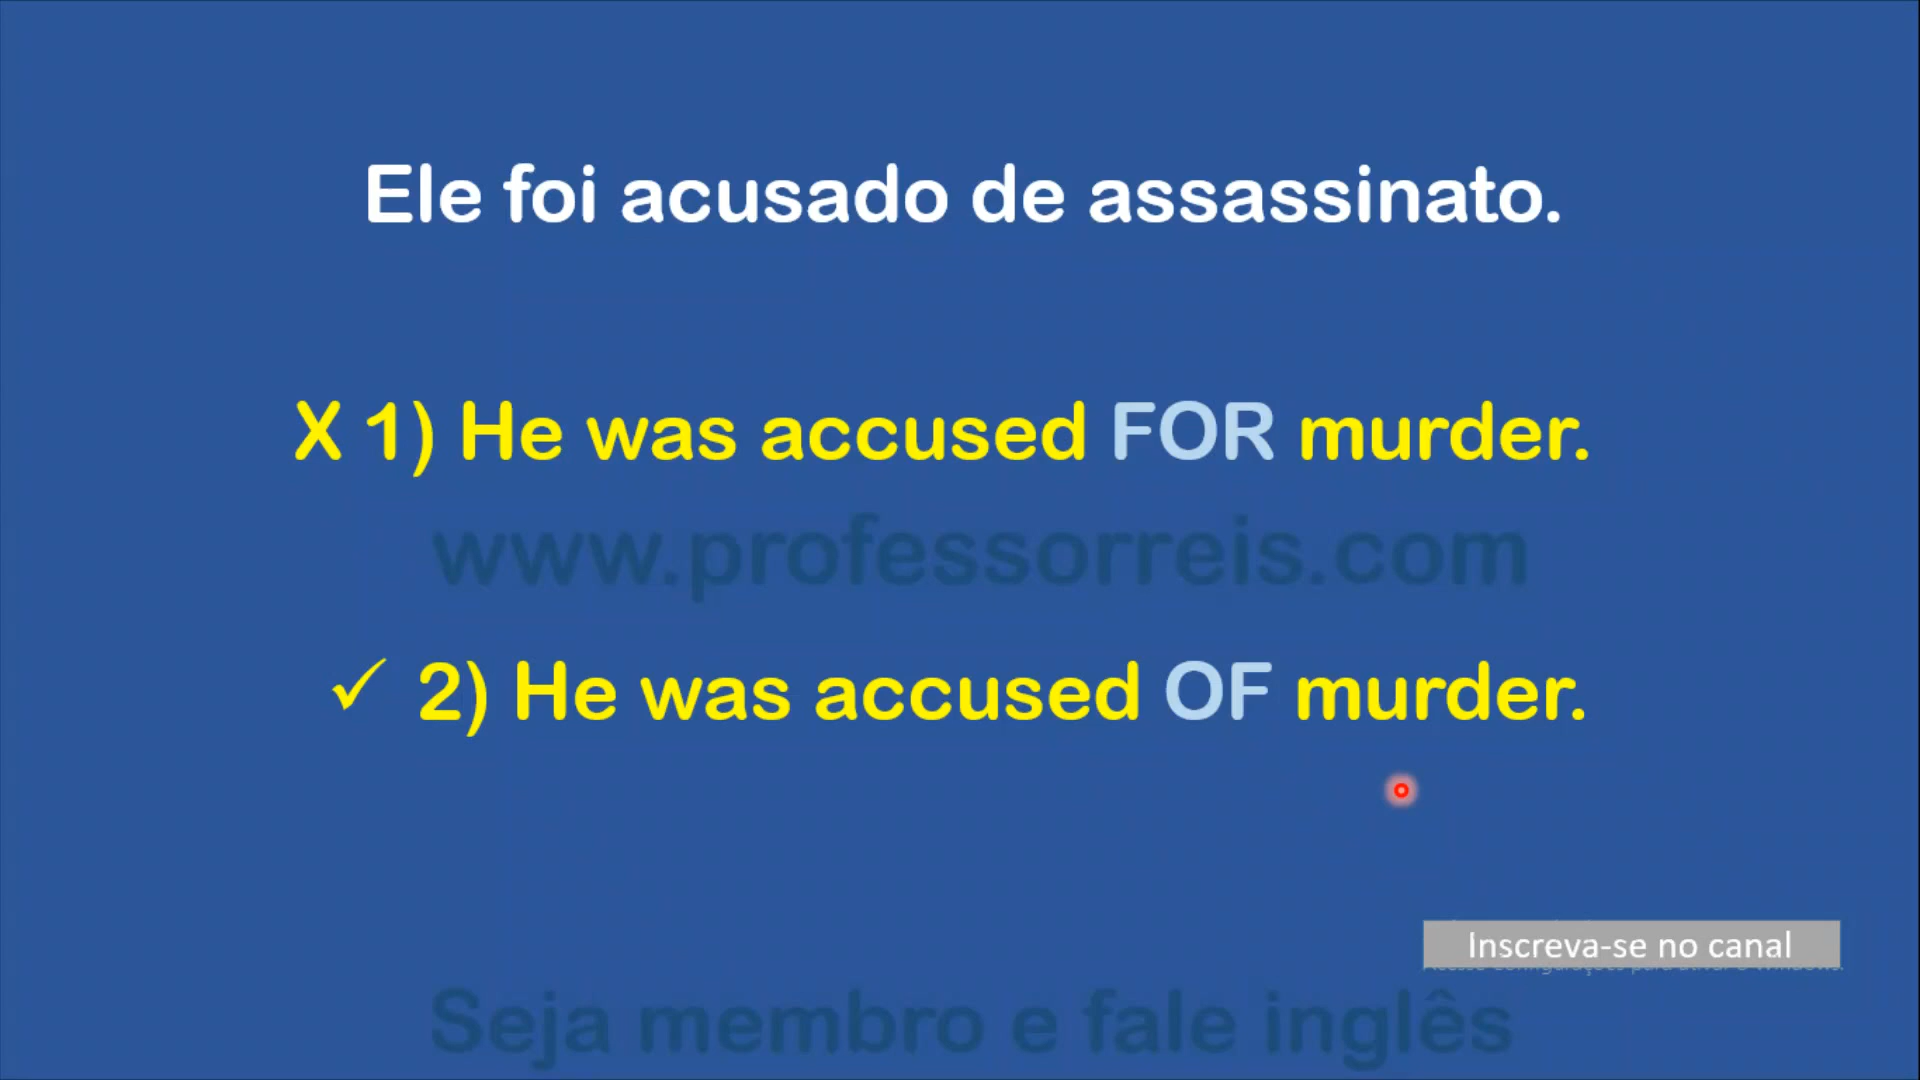 Ele foi acusado de assassinato.
X 1) He was accused FOR murder.
www.professorreis.com
✓ 2) He was accused OF murder.
Inscreva-se no canal
Seja membro e fale inglês